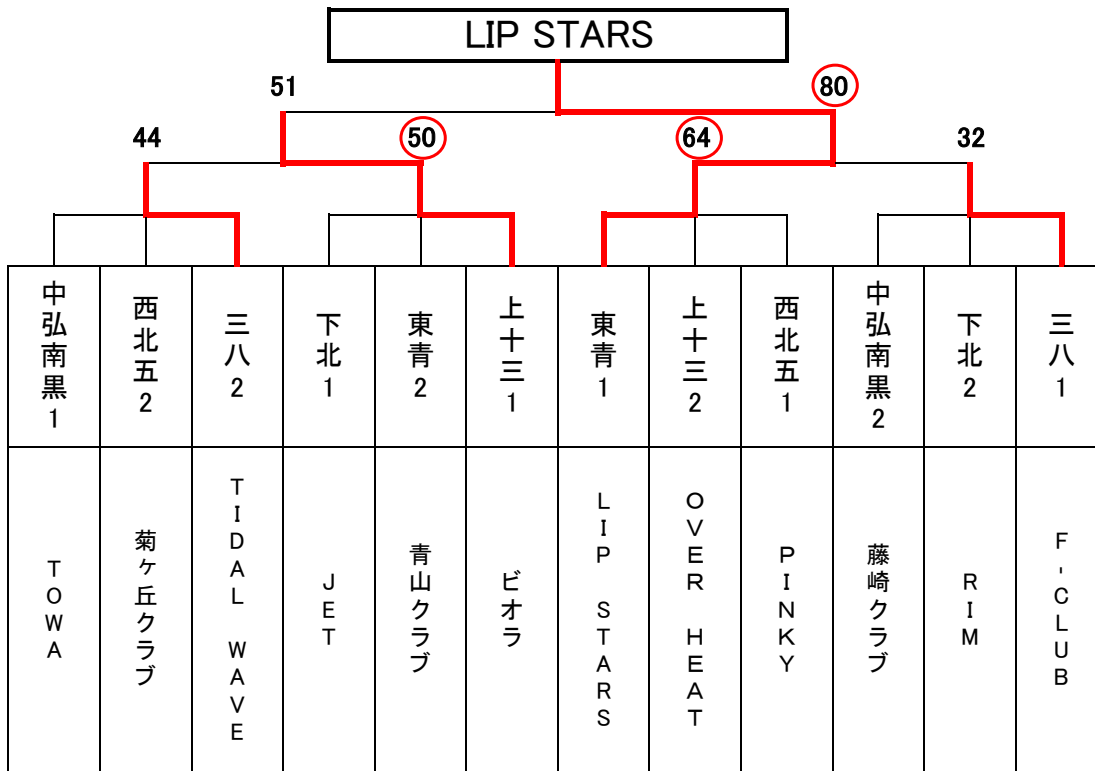 LIP STARS
51
80
44
50
64
32
中弘南黒1
西北五2
三八2
下北1
東青2
上十三1
東青1
上十三2
西北五1
中弘南黒2
下北2
三八1
TOWA
菊ヶ丘クラブ
TIDAL WAVE
JET
青山クラブ
ビオラ
LIP STARS
OVER HEAT
PINKY
藤崎クラブ
RIM
F-CLUB